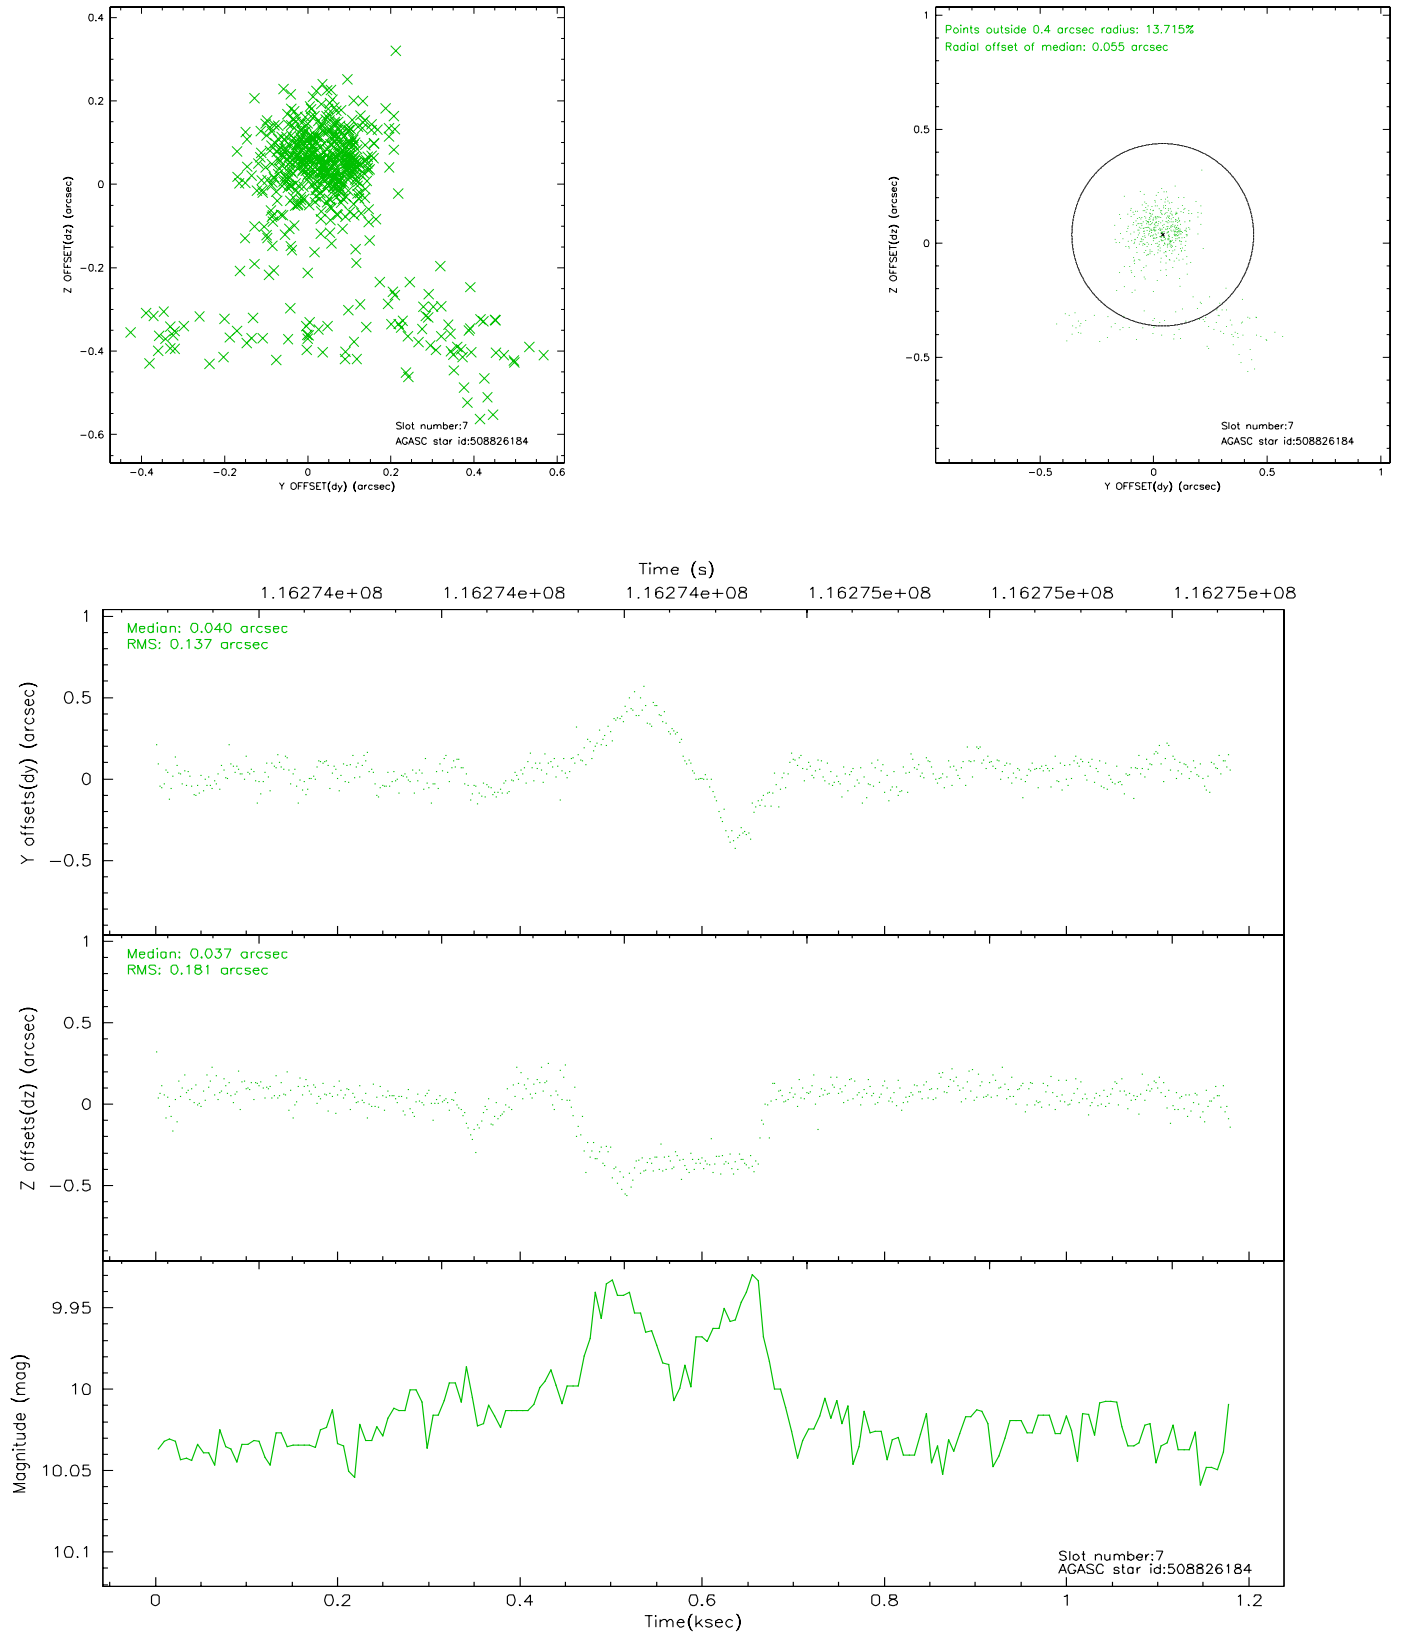 0.4
0.2
0
−0.2
−0.4
−0.6
Z OFFSET(dz) (arcsec)
Slot number:7
AGASC star id:508826184
−0.4 −0.2 0 0.2 0.4 0.6
Y OFFSET(dy) (arcsec)
Points outside 0.4 arcsec radius: 13.715%
Radial offset of median: 0.055 arcsec
1
0.5
0
−0.5
Z OFFSET(dz) (arcsec)
Slot number:7
AGASC star id:508826184
−0.5 0 0.5 1
Y OFFSET(dy) (arcsec)
Time (s)
1.16274e+08 1.16274e+08 1.16274e+08 1.16275e+08 1.16275e+08 1.16275e+08
Median: 0.040 arcsec
RMS: 0.137 arcsec
1
0.5
0
−0.5
Y offsets(dy) (arcsec)
Median: 0.037 arcsec
RMS: 0.181 arcsec
1
0.5
0
−0.5
Z offsets(dz) (arcsec)
9.95
10
10.05
10.1
Magnitude (mag)
Slot number:7
AGASC star id:508826184
0 0.2 0.4 0.6 0.8 1 1.2
Time(ksec)